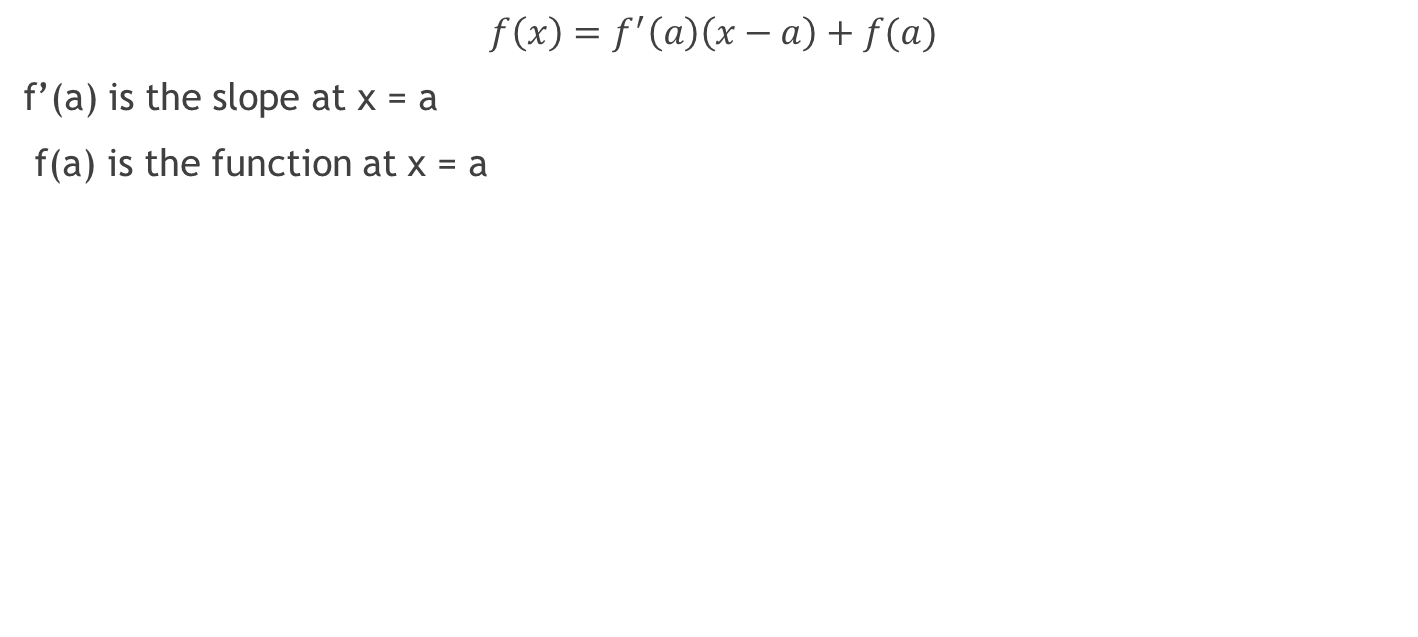 f(x) = f′(a)(x − a) + f(a)
f’(a) is the slope at x = a
f(a) is the function at x = a